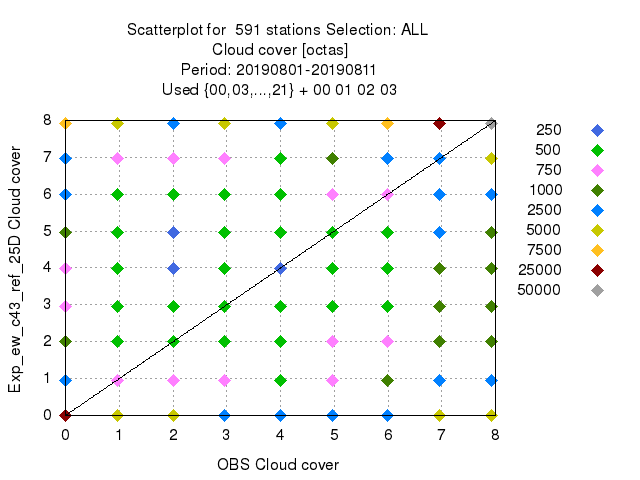 Scatterplot for 591 stations Selection: ALL
Cloud cover [octas]
Period: 20190801-20190811
Used {00,03,...,21} + 00 01 02 03
8
7
6
5
4
3
2
1
0
Exp_ew_c43_ref_25D Cloud cover
0 1 2 3 4 5 6 7 8
OBS Cloud cover
250
500
750
1000
2500
5000
7500
25000
50000